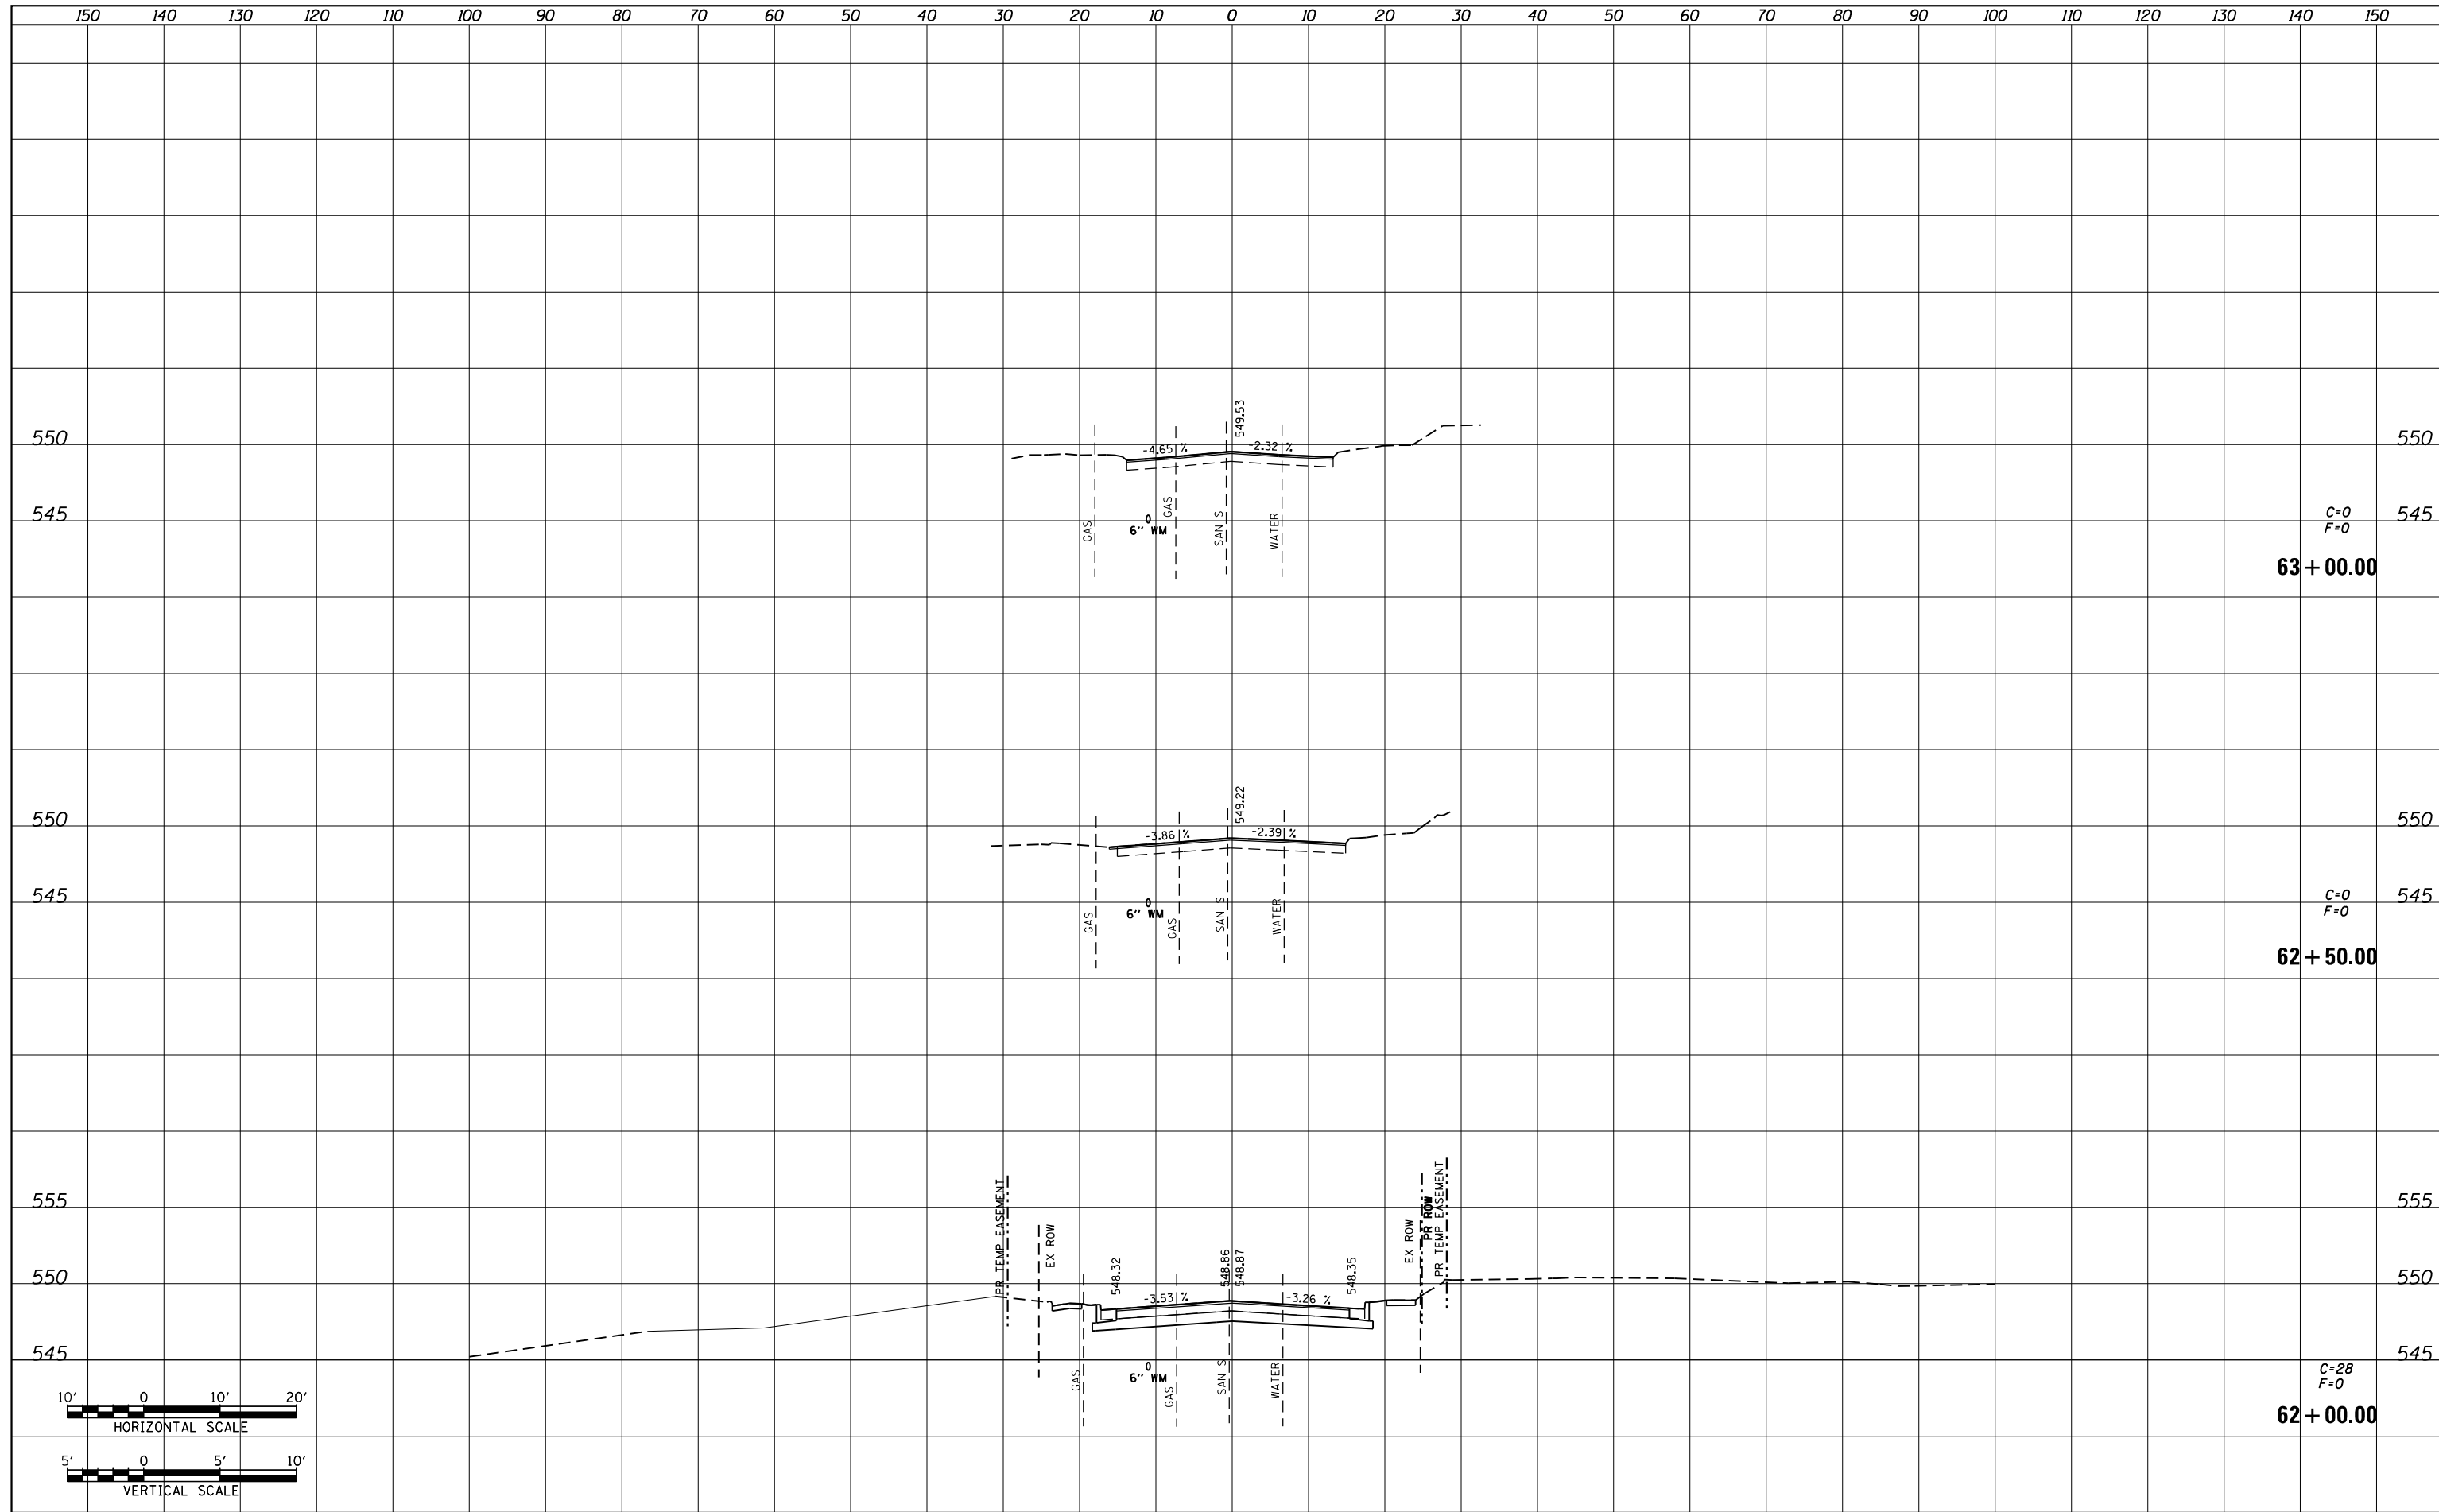 150 140 130 120 110 100 90 80 70 60 50 40 30 20 10 0 10 20 30 40 50 60 70 80 90 100 110 120 130 140 150
549.53
550 -4.65 % -2.32 % 550
GAS GAS SAN S WATER
545 0 545
6'' WM
C=0
F=0
63+00.00
549.22
550 -3.86 % -2.39 % 550
GAS GAS SAN S WATER
545 0 545
6'' WM
C=0
F=0
62+50.00
555 555
PR TEMP EASEMENT
EX ROW
EX ROW
PR ROW
PR TEMP EASEMENT
548.32
548.86
548.87
548.35
550 550
-3.53 % -3.26 %
545 545
GAS GAS SAN S WATER
0
6'' WM
C=28
F=0
62+00.00
10' 0 10' 20'
HORIZONTAL SCALE
5' 0 5' 10'
VERTICAL SCALE